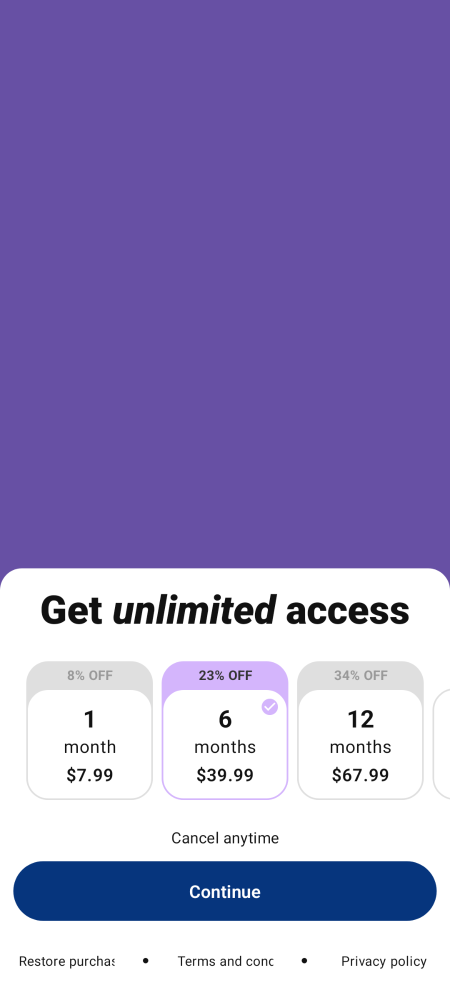 Get unlimited access
8% OFF
23% OFF
34% OFF
1
month
$7.99
6
months
$39.99
12
months
$67.99
Cancel anytime
Continue
Restore purchas
Terms and conc
Privacy policy